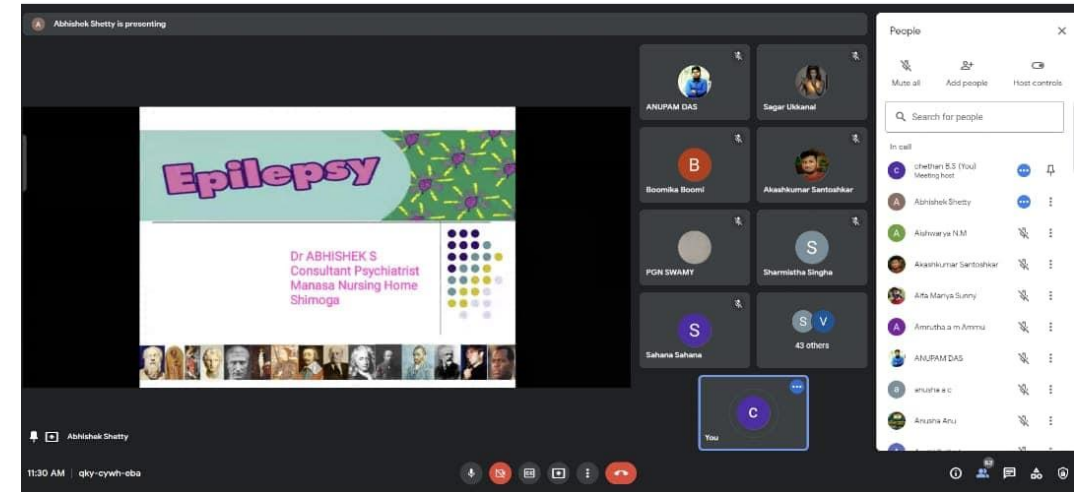 A Abhishek Shetty is presenting
Epilepsy
Dr ABHISHEK S
Consultant Psychiatrist
Manasa Nursing Home
Shimoga
Abhishek Shetty
11:30 AM | qky-cywh-eba
ANUPAM DAS
Sagar Ukkanal
B
Boomika Boomi
Akashkumar Santoshkar
PGN SWAMY
S
Sharmistha Singha
S
Sahana Sahana
S V
43 others
C
You
People
Mute all
Add people
Host controls
Search for people
In call
C chethan B.S (You)
Meeting host
A Abhishek Shetty
A Aishwarya N.M
Akashkumar Santoshkar
Alfa Mariya Sunny
A Amrutha a m Ammu
ANUPAM DAS
a anusha a c
Anusha Anu